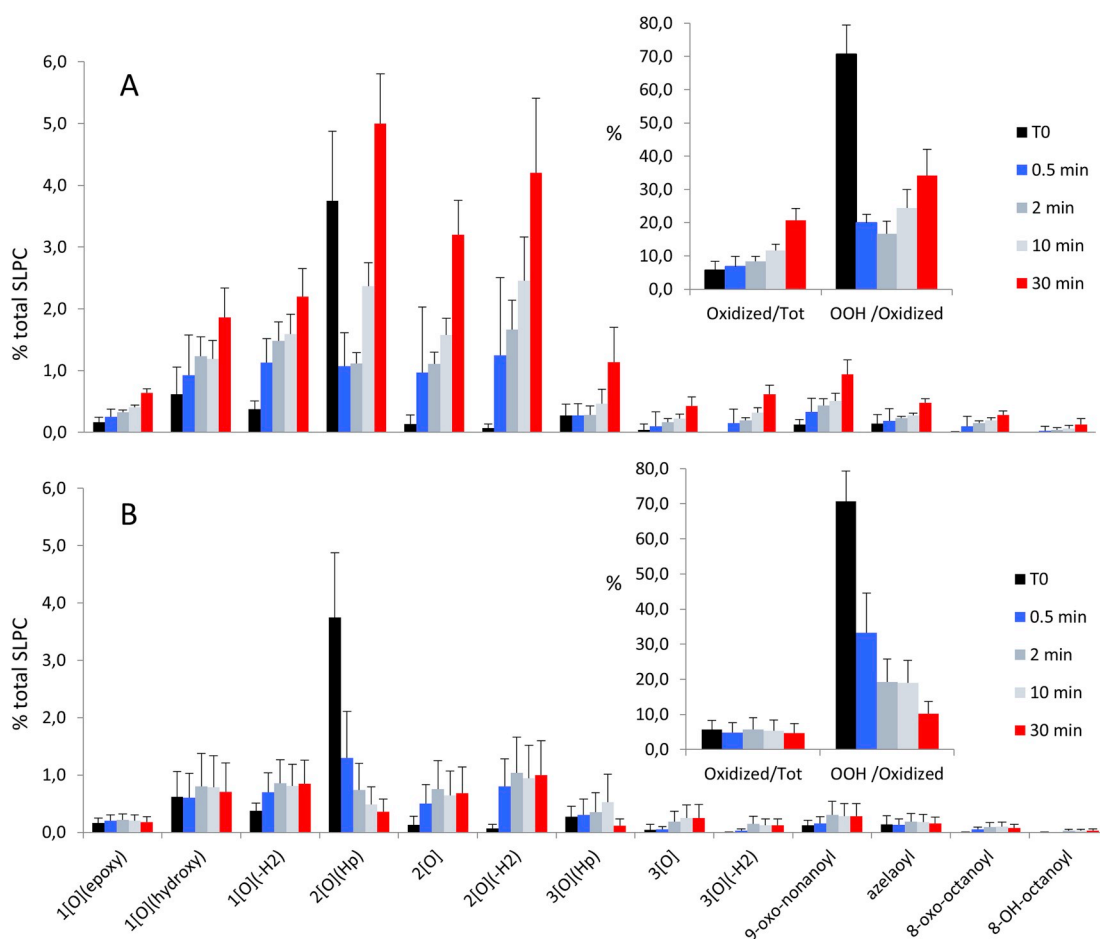 A
% total SLPC
6,0
5,0
4,0
3,0
2,0
1,0
0,0
%
80,0
70,0
60,0
50,0
40,0
30,0
20,0
10,0
0,0
Oxidized/Tot
OOH /Oxidized
T0
0.5 min
2 min
10 min
30 min
B
% total SLPC
6,0
5,0
4,0
3,0
2,0
1,0
0,0
%
80,0
70,0
60,0
50,0
40,0
30,0
20,0
10,0
0,0
Oxidized/Tot
OOH /Oxidized
T0
0.5 min
2 min
10 min
30 min
1[O](epoxy)
1[O](hydroxy)
1[O](-H2)
2[O](Hp)
2[O]
2[O](-H2)
3[O](Hp)
3[O]
3[O](-H2)
9-oxo-nonanoyl
azelaoyl
8-oxo-octanoyl
8-OH-octanoyl